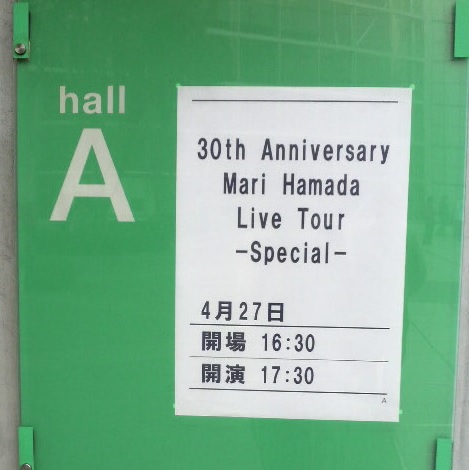 hall
A
30th Anniversary
Mari Hamada
Live Tour
-Special-
4月27日
開場 16:30
開演 17:30
A